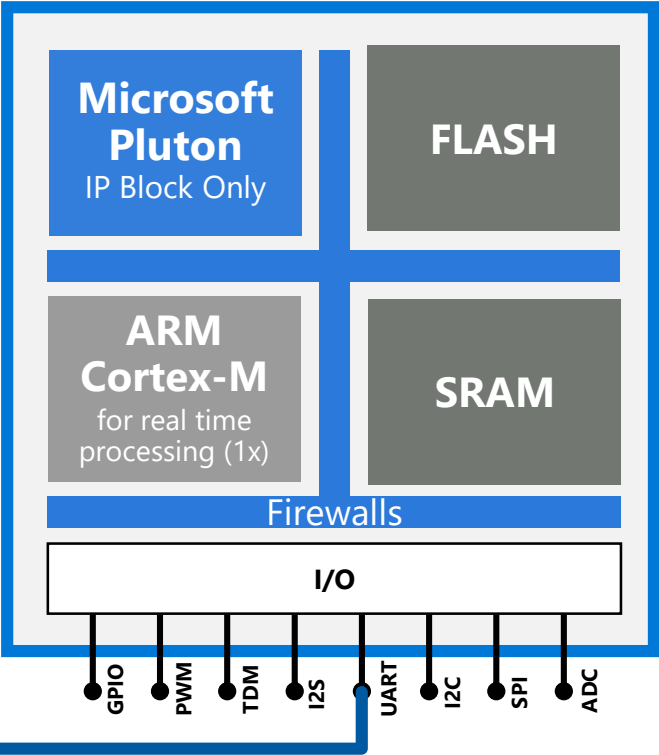 Microsoft
Pluton
IP Block Only
FLASH
ARM
Cortex-M
for real time
processing (1x)
SRAM
Firewalls
I/O
GPIO
PWM
TDM
I2S
UART
I2C
SPI
ADC